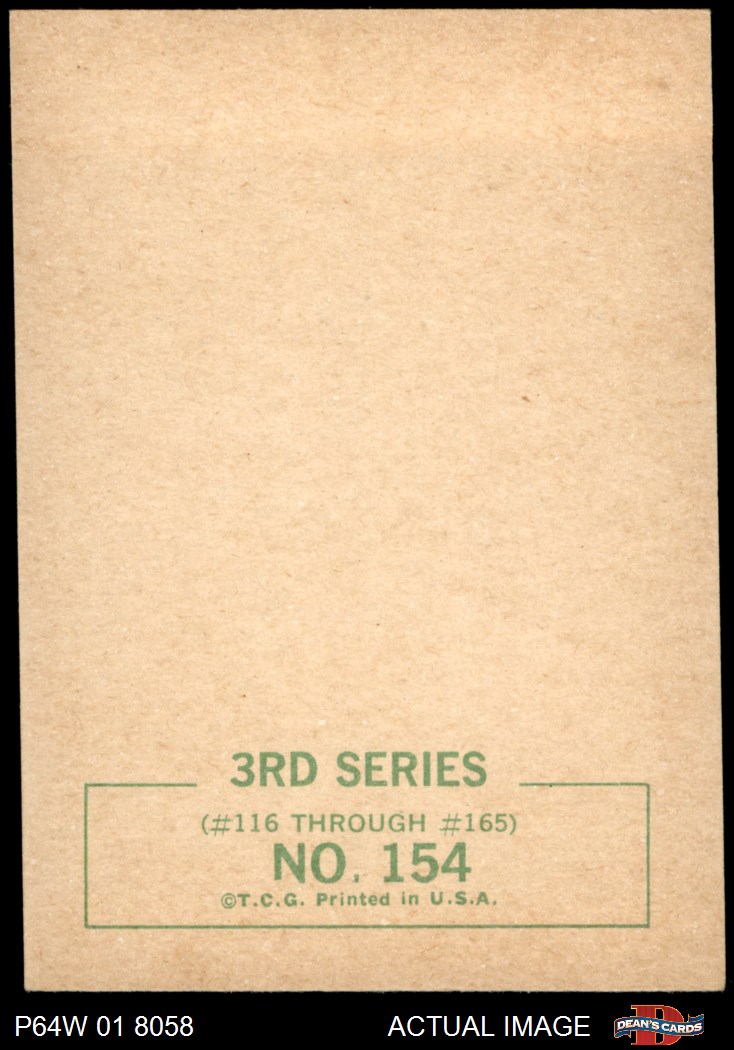 3RD SERIES
(#116 THROUGH #165)
NO. 154
©T.C.G. Printed in U.S.A.
P64W 01 8058
ACTUAL IMAGE
DEAN'S CARDS